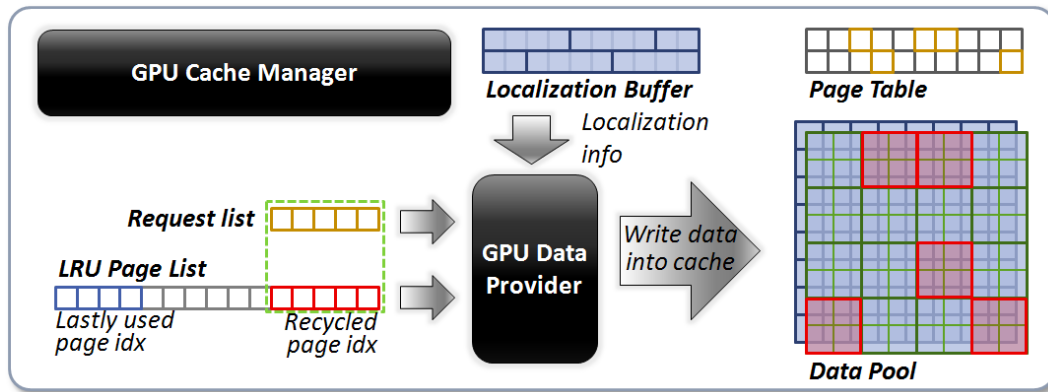 GPU Cache Manager
Localization Buffer
Page Table
Localization
info
Request list
GPU Data
Provider
Write data
into cache
LRU Page List
Lastly used
page idx
Recycled
page idx
Data Pool